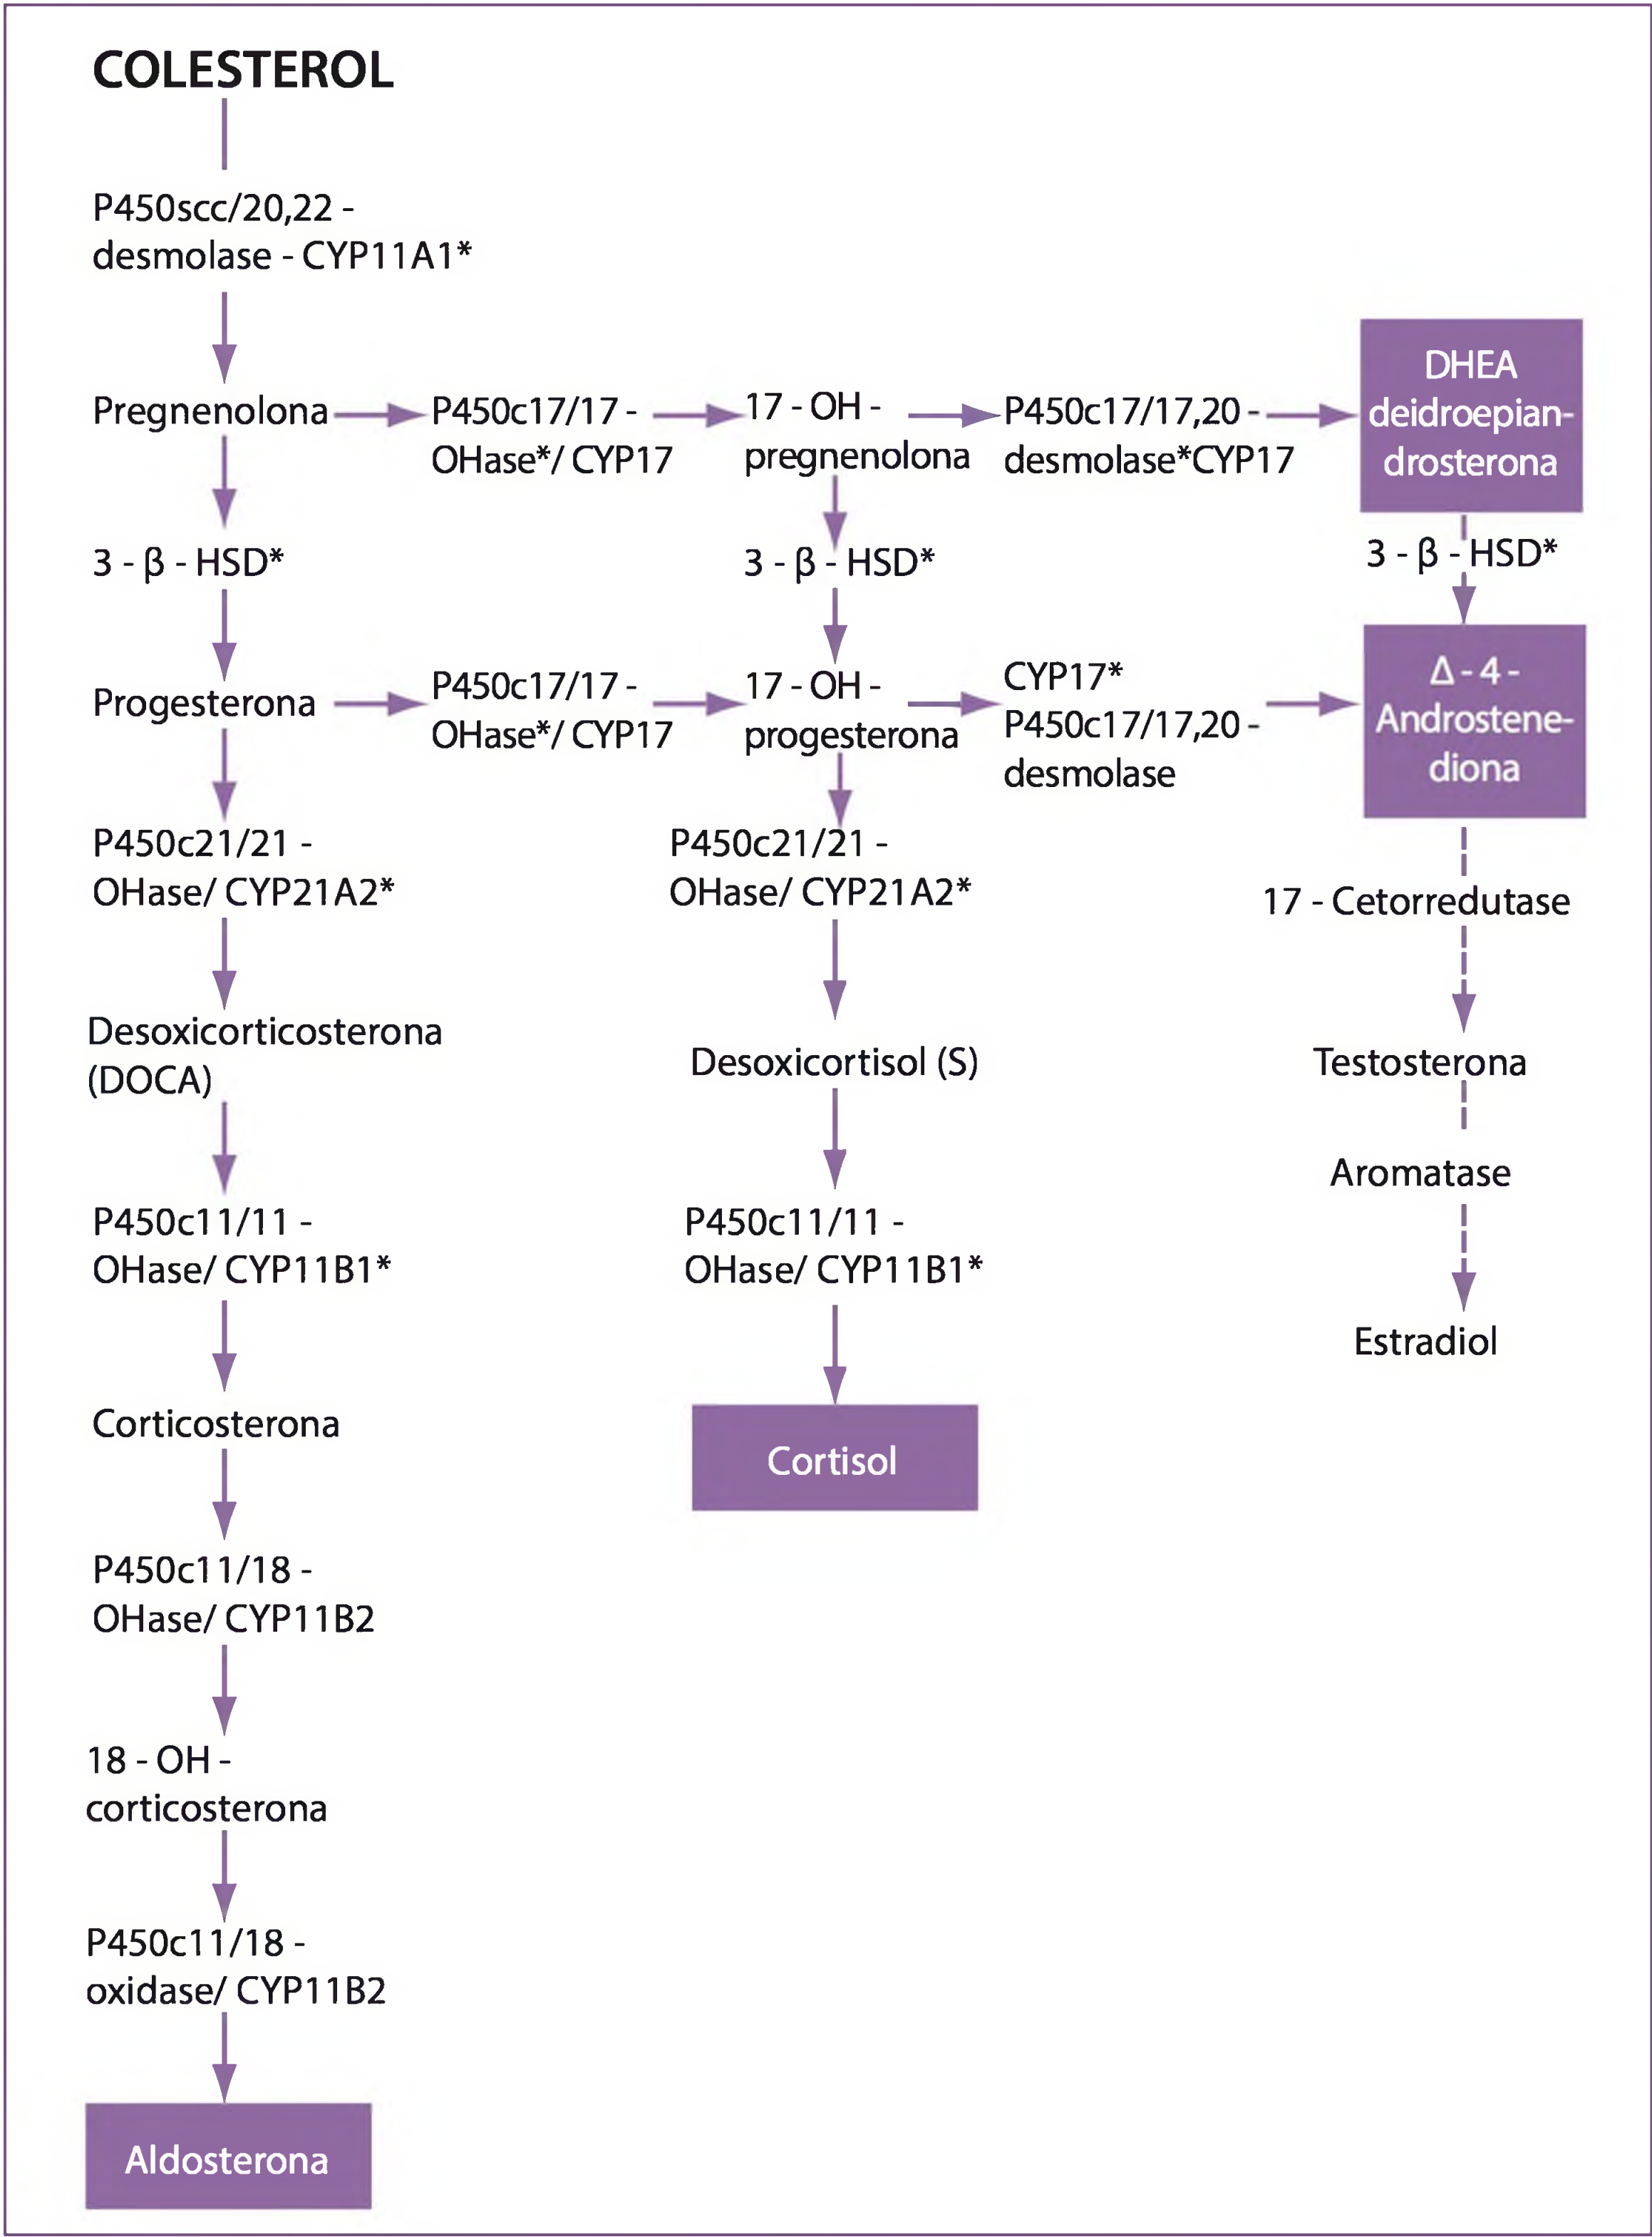 COLESTEROL
P450scc/20,22 -
desmolase - CYP11A1*
Pregnenolona
P450c17/17 -
OHase*/ CYP17
17 - OH -
pregnenolona
P450c17/17,20 -
desmolase*CYP17
DHEA
deidroepian-
drosterona
3 - β - HSD*
3 - β - HSD*
3 - β - HSD*
Progesterona
P450c17/17 -
OHase*/ CYP17
17 - OH -
progesterona
CYP17*
P450c17/17,20 -
desmolase
Δ - 4 -
Androstene-
diona
P450c21/21 -
OHase/ CYP21A2*
P450c21/21 -
OHase/ CYP21A2*
17 - Cetorredutase
Desoxicorticosterona
(DOCA)
Desoxicortisol (S)
Testosterona
Aromatase
P450c11/11 -
OHase/ CYP11B1*
P450c11/11 -
OHase/ CYP11B1*
Estradiol
Corticosterona
Cortisol
P450c11/18 -
OHase/ CYP11B2
18 - OH -
corticosterona
P450c11/18 -
oxidase/ CYP11B2
Aldosterona